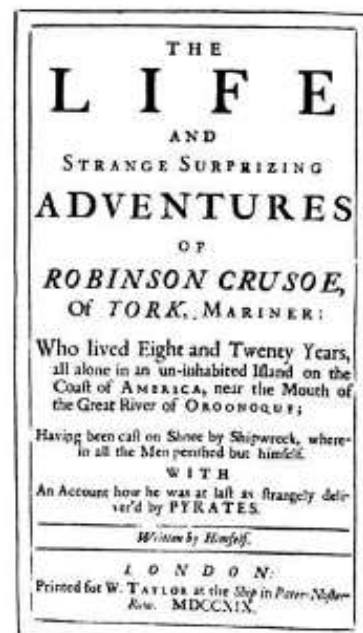 THE
LIFE
AND
STRANGE SURPRIZING
ADVENTURES
OF
ROBINSON CRUSOE,
Of YORK, MARINER:
Who lived Eight and Twenty Years,
all alone in an un-inhabited Iſland on the
Coaſt of AMERICA, near the Mouth of
the Great River of OROONOQUE;
Having been caſt on Shore by Shipwreck, where-
in all the Men periſhed but himſelf.
WITH
An Account how he was at laſt as ſtrangely deli-
ver'd by PYRATES.
Written by Himſelf.
LONDON:
Printed for W. TAYLOR at the Ship in Pater-Noſter-
Row. MDCCXIX.